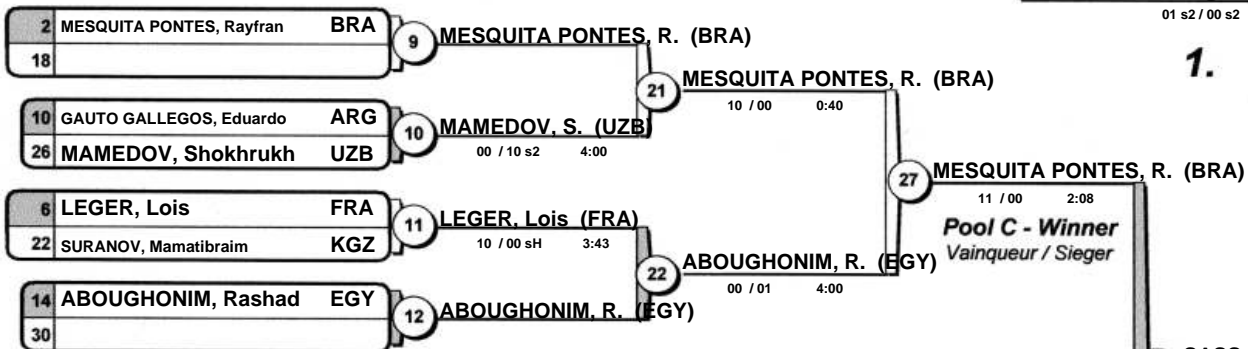 01 s2 / 00 s2
1.
2 MESQUITA PONTES, Rayfran BRA
18
9 MESQUITA PONTES, R. (BRA)
10 GAUTO GALLEGOS, Eduardo ARG
26 MAMEDOV, Shokhrukh UZB
10 MAMEDOV, S. (UZB)
00 / 10 s2 4:00
21 MESQUITA PONTES, R. (BRA)
10 / 00 0:40
6 LEGER, Lois FRA
22 SURANOV, Mamatibraim KGZ
11 LEGER, Lois (FRA)
10 / 00 sH 3:43
14 ABOUGHONIM, Rashad EGY
30
12 ABOUGHONIM, R. (EGY)
22 ABOUGHONIM, R. (EGY)
00 / 01 4:00
27 MESQUITA PONTES, R. (BRA)
11 / 00 2:08
Pool C - Winner
Vainqueur / Sieger